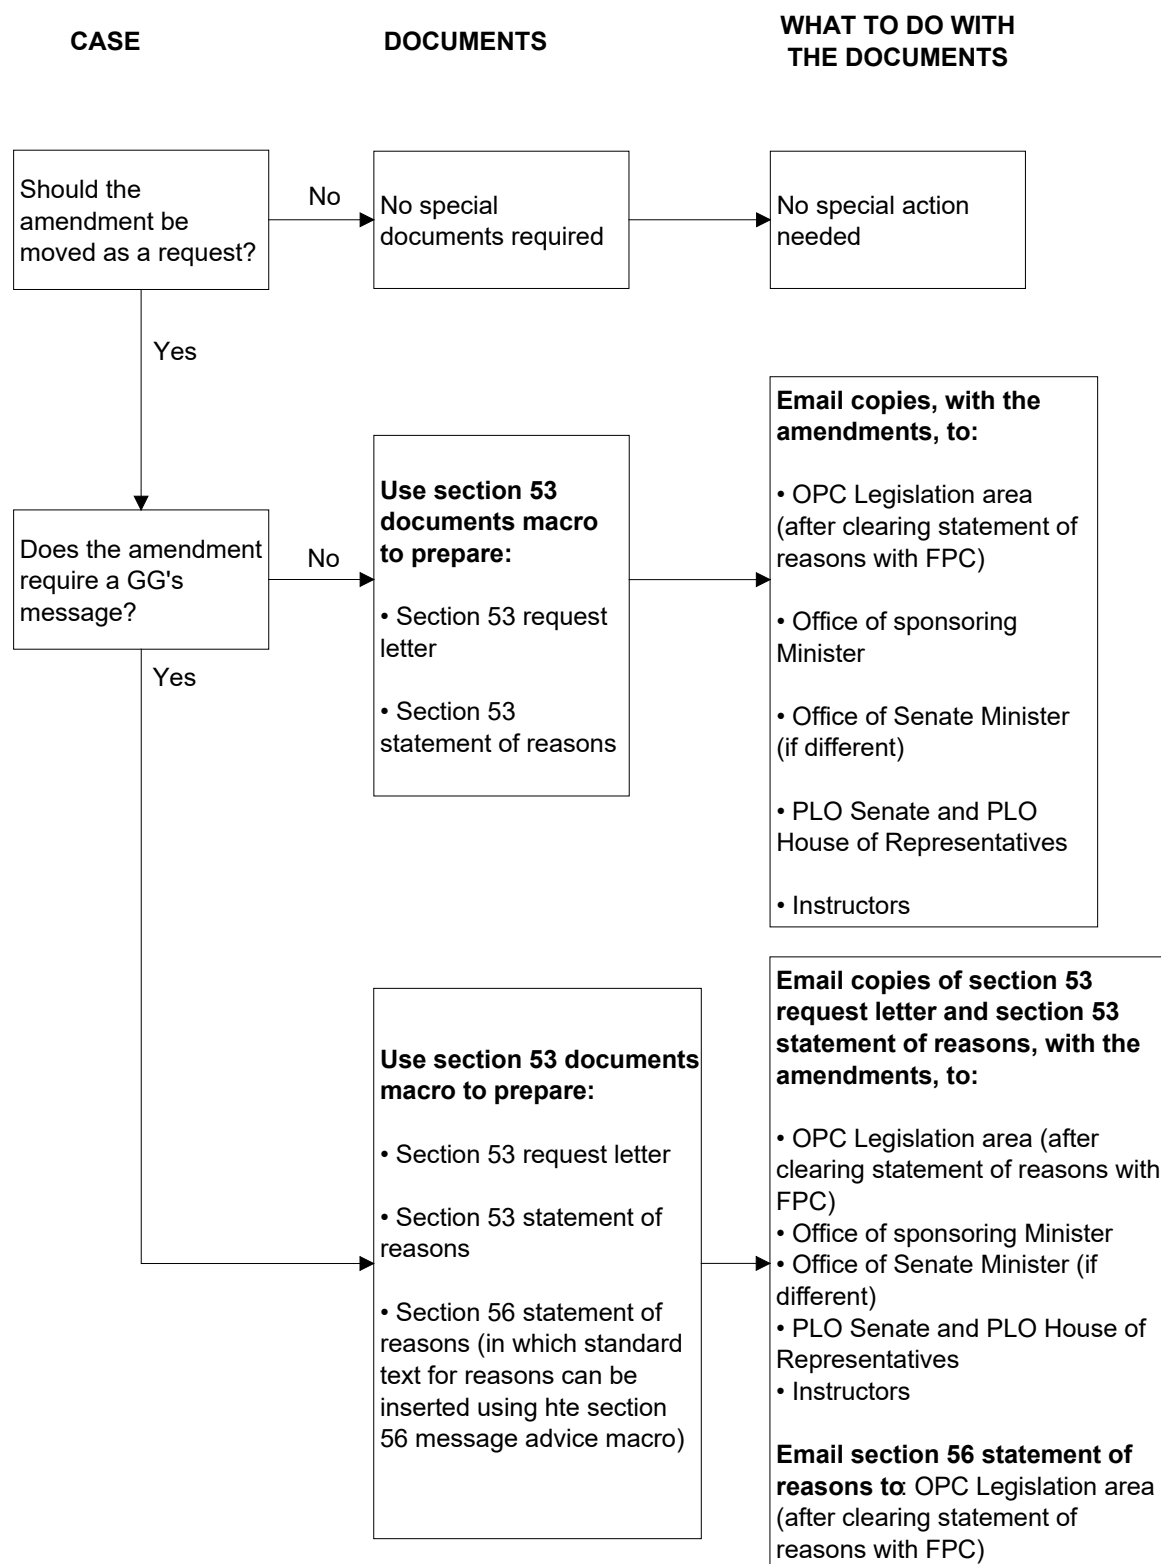 CASE
DOCUMENTS
WHAT TO DO WITH
THE DOCUMENTS
Should the
amendment be
moved as a request?
No
No special
documents required
No special action
needed
Yes
Does the amendment
require a GG's
message?
No
Use section 53
documents macro
to prepare:
• Section 53 request
letter
• Section 53
statement of reasons
Email copies, with the
amendments, to:
• OPC Legislation area
(after clearing statement of
reasons with FPC)
• Office of sponsoring
Minister
• Office of Senate Minister
(if different)
• PLO Senate and PLO
House of Representatives
• Instructors
Yes
Use section 53 documents
macro to prepare:
• Section 53 request letter
• Section 53 statement of
reasons
• Section 56 statement of
reasons (in which standard
text for reasons can be
inserted using hte section
56 message advice macro)
Email copies of section 53
request letter and section 53
statement of reasons, with the
amendments, to:
• OPC Legislation area (after
clearing statement of reasons with
FPC)
• Office of sponsoring Minister
• Office of Senate Minister (if
different)
• PLO Senate and PLO House of
Representatives
• Instructors
Email section 56 statement of
reasons to: OPC Legislation area
(after clearing statement of
reasons with FPC)